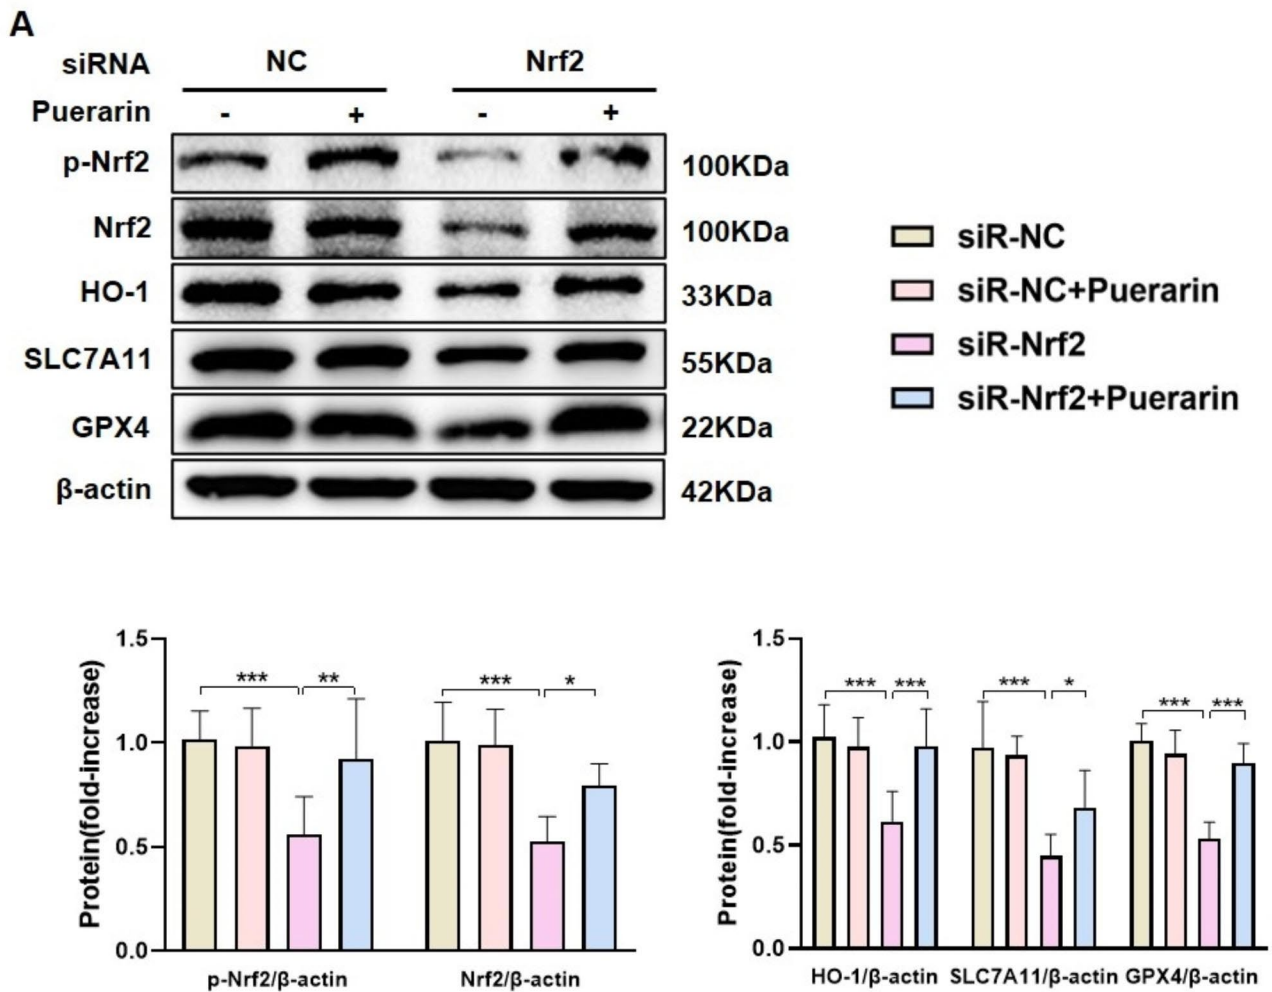 A
siRNA NC Nrf2
Puerarin - + - +
p-Nrf2 100KDa
Nrf2 100KDa
HO-1 33KDa
SLC7A11 55KDa
GPX4 22KDa
β-actin 42KDa
siR-NC
siR-NC+Puerarin
siR-Nrf2
siR-Nrf2+Puerarin
Protein(fold-increase)
1.5
1.0
0.5
0.0
*** ** *** *
p-Nrf2/β-actin Nrf2/β-actin
Protein(fold-increase)
1.5
1.0
0.5
0.0
*** *** *** * *** ***
HO-1/β-actin SLC7A11/β-actin GPX4/β-actin